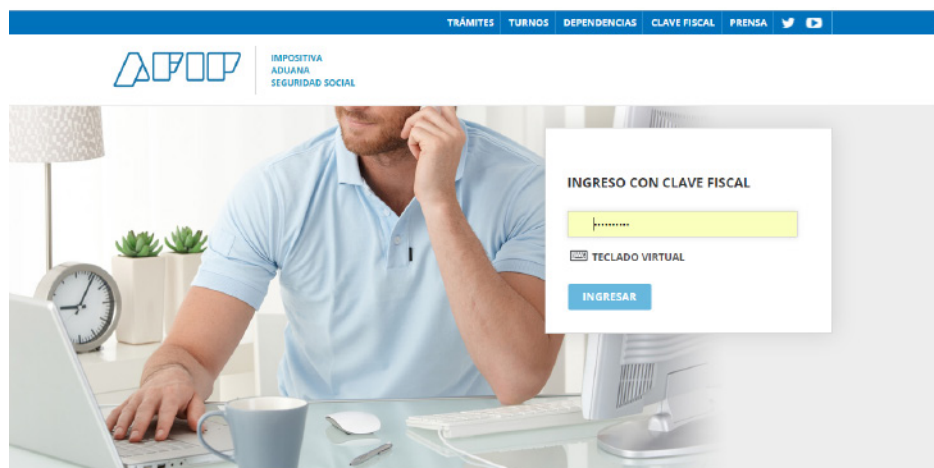 TRÁMITES TURNOS DEPENDENCIAS CLAVE FISCAL PRENSA
AFIP
IMPOSITIVA
ADUANA
SEGURIDAD SOCIAL
INGRESO CON CLAVE FISCAL
••••••••••
TECLADO VIRTUAL
INGRESAR